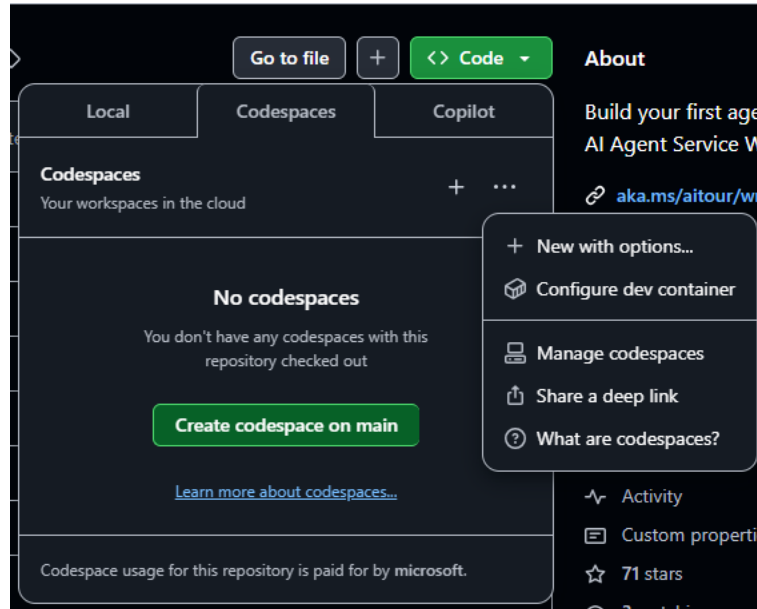 Go to file
Code
About
Local
Codespaces
Copilot
Build your first
AI Agent Service
Codespaces
Your workspaces in the cloud
aka.ms/aitour/
New with options...
Configure dev container
No codespaces
You don't have any codespaces with this
repository checked out
Manage codespaces
Share a deep link
What are codespaces?
Create codespace on main
Learn more about codespaces...
Activity
Custom
Codespace usage for this repository is paid for by microsoft.
71 stars